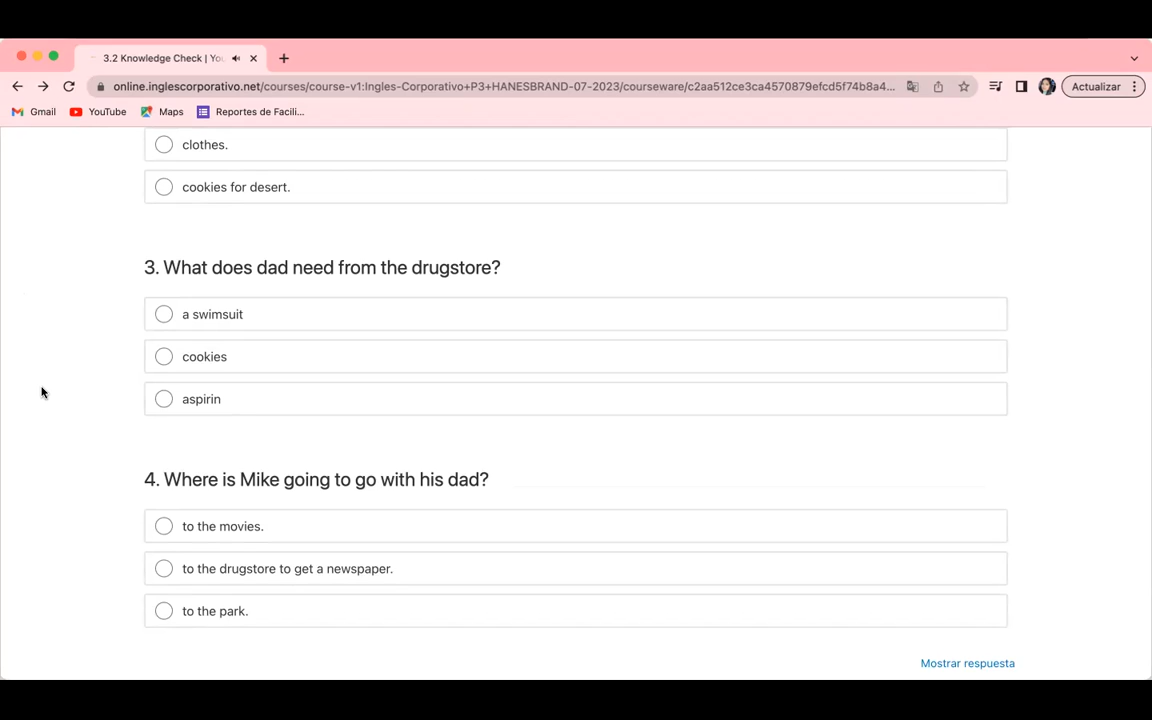 3.2 Knowledge Check | You
online.inglescorporativo.net/courses/course-v1:Ingles-Corporativo+P3+HANESBRAND-07-2023/courseware/c2aa512ce3ca4570879efcd5f74b8a4...
Actualizar
Gmail YouTube Maps Reportes de Facili...
clothes.
cookies for desert.
3. What does dad need from the drugstore?
a swimsuit
cookies
aspirin
4. Where is Mike going to go with his dad?
to the movies.
to the drugstore to get a newspaper.
to the park.
Mostrar respuesta